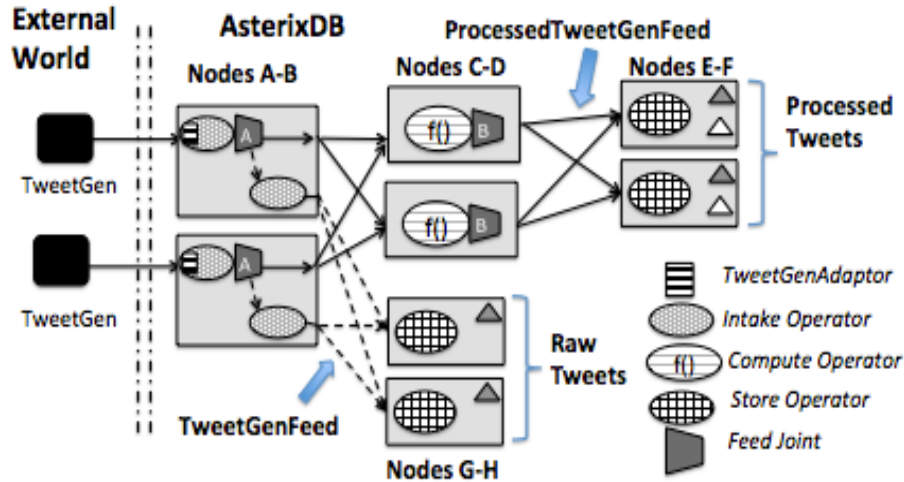 External
World
AsterixDB
ProcessedTweetGenFeed
Nodes A-B
Nodes C-D
Nodes E-F
A
f()
B
Processed
Tweets
TweetGen
f()
B
A
TweetGen
TweetGenAdaptor
Intake Operator
Raw
Tweets
f()
Compute Operator
Store Operator
TweetGenFeed
Feed Joint
Nodes G-H